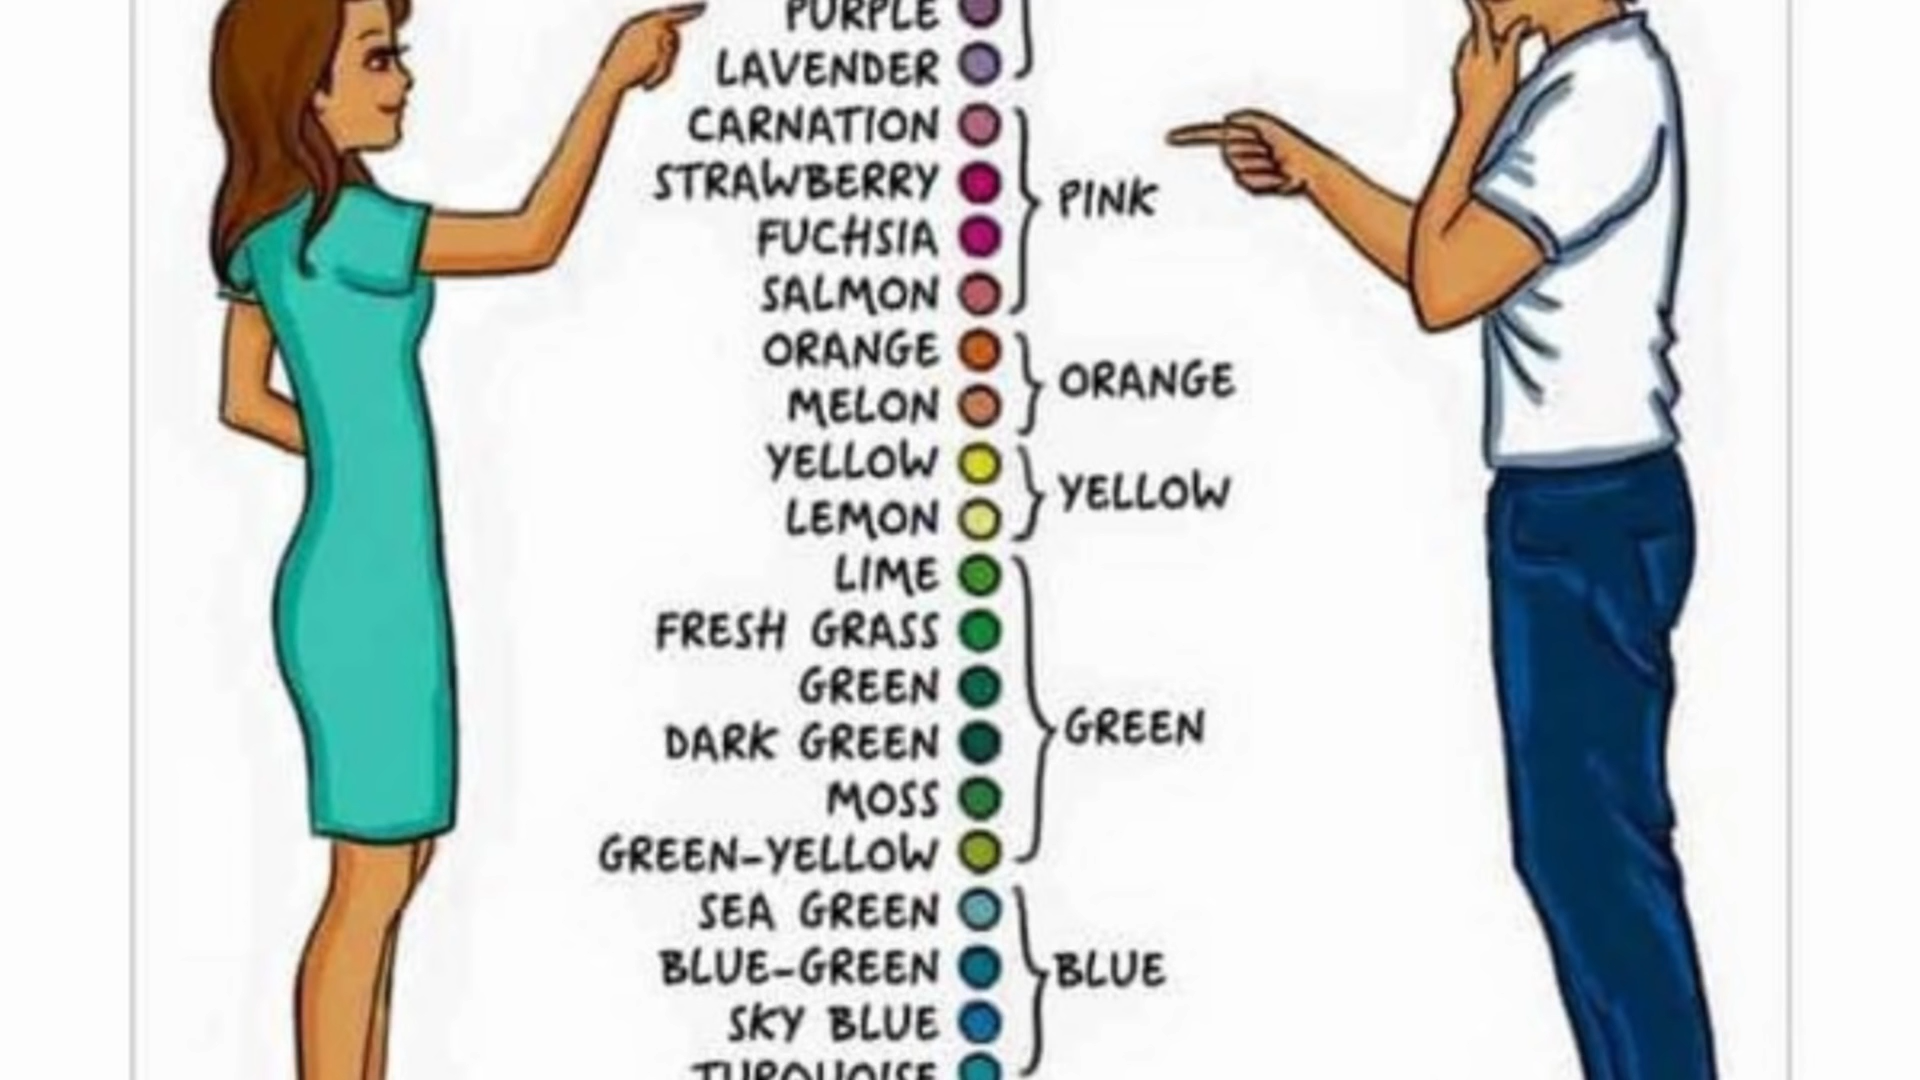 PURPLE
LAVENDER
CARNATION
STRAWBERRY
FUCHSIA
SALMON
PINK
ORANGE
MELON
ORANGE
YELLOW
LEMON
YELLOW
LIME
FRESH GRASS
GREEN
DARK GREEN
MOSS
GREEN-YELLOW
GREEN
SEA GREEN
BLUE-GREEN
SKY BLUE
TURQUOISE
BLUE